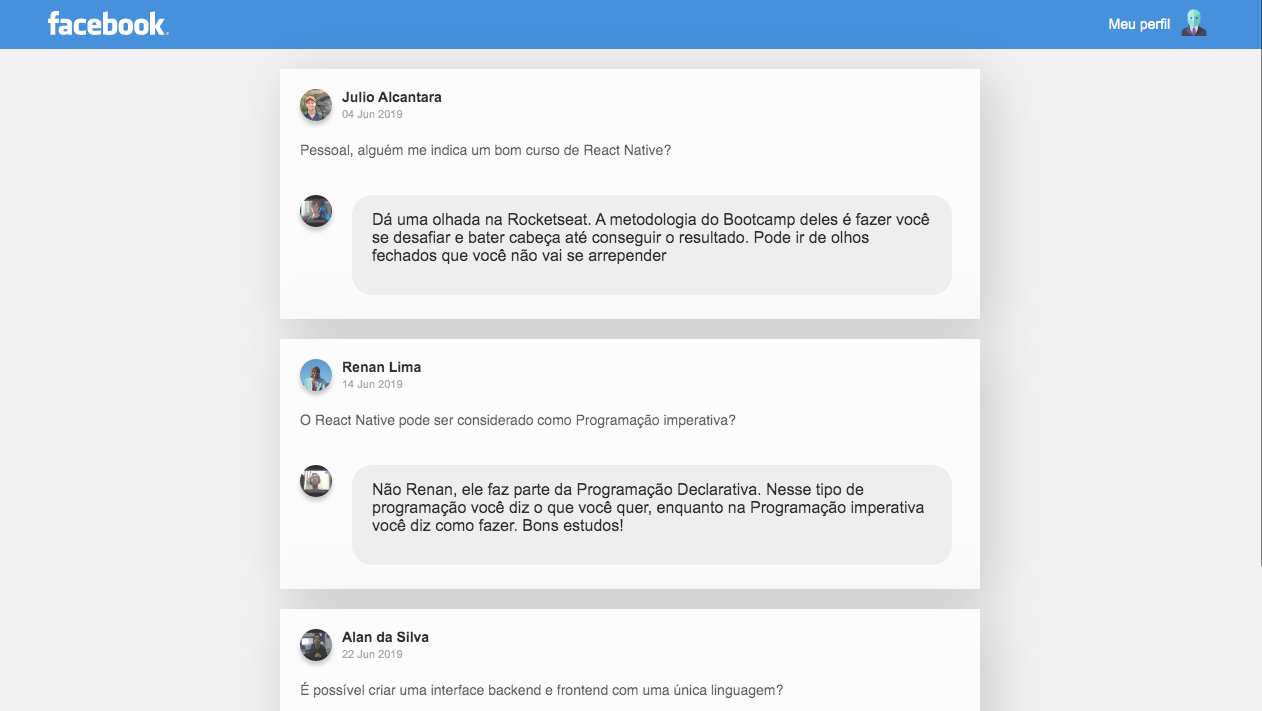 facebook.
Meu perfil
Julio Alcantara
04 Jun 2019
Pessoal, alguém me indica um bom curso de React Native?
Dá uma olhada na Rocketseat. A metodologia do Bootcamp deles é fazer você
se desafiar e bater cabeça até conseguir o resultado. Pode ir de olhos
fechados que você não vai se arrepender
Renan Lima
14 Jun 2019
O React Native pode ser considerado como Programação imperativa?
Não Renan, ele faz parte da Programação Declarativa. Nesse tipo de
programação você diz o que você quer, enquanto na Programação imperativa
você diz como fazer. Bons estudos!
Alan da Silva
22 Jun 2019
É possível criar uma interface backend e frontend com uma única linguagem?